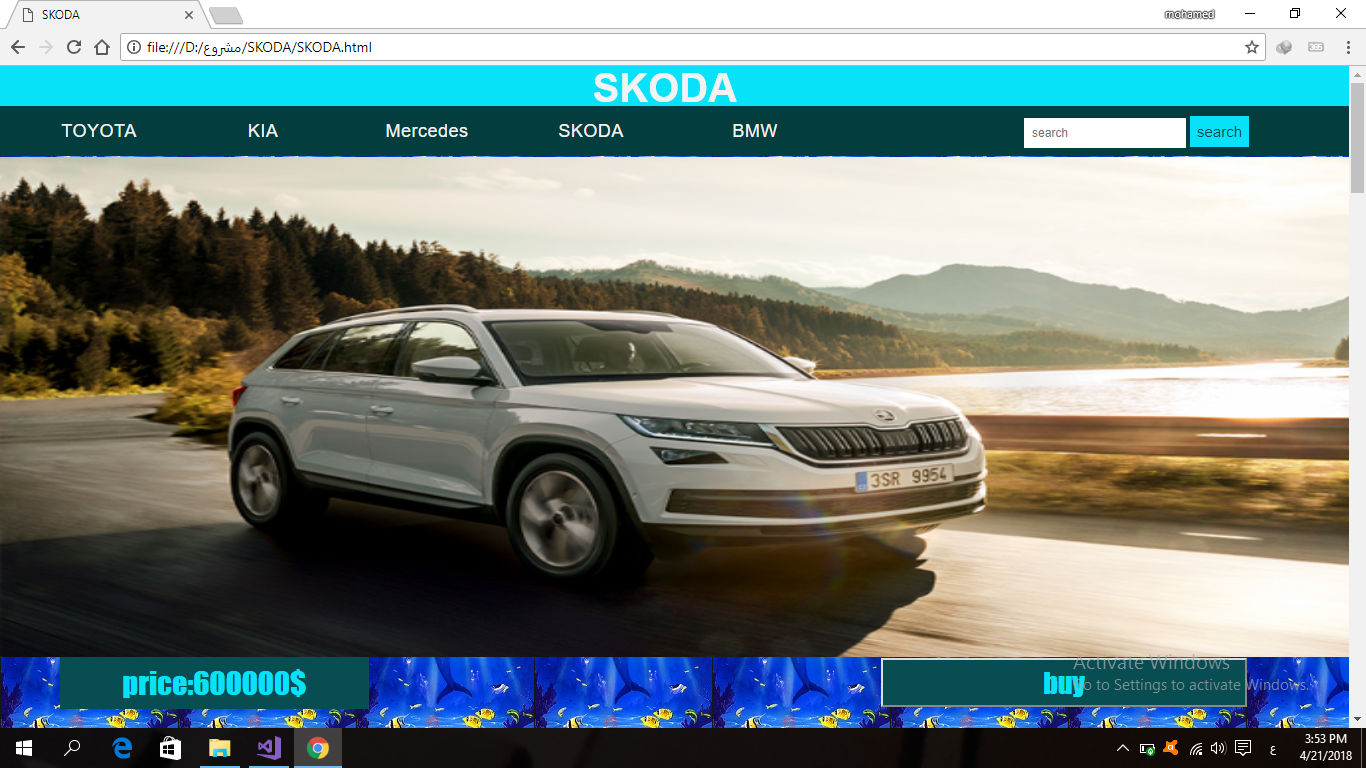 SKODA
mohamed
file:///D:/مشروع/SKODA/SKODA.html
SKODA
TOYOTA KIA Mercedes SKODA BMW search search
3SR 9954
price:600000$ buy
Activate Windows
Go to Settings to activate Windows.
ع
3:53 PM
4/21/2018